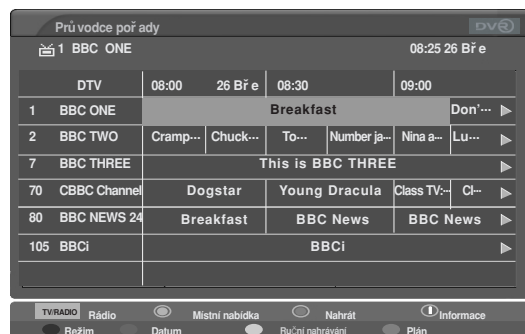 Průvodce pořady DVR
1 BBC ONE 08:25 26 Bře
DTV 08:00 26 Bře 08:30 09:00
1 BBC ONE Breakfast Don'···
2 BBC TWO Cramp··· Chuck··· To··· Number ja··· Nina a··· Lu···
7 BBC THREE This is BBC THREE
70 CBBC Channel Dogstar Young Dracula Class TV:··· Cl···
80 BBC NEWS 24 Breakfast BBC News BBC News
105 BBCi BBCi
TV/RADIO Rádio Místní nabídka Nahrát Informace
Režim Datum Ruční nahrávání Plán